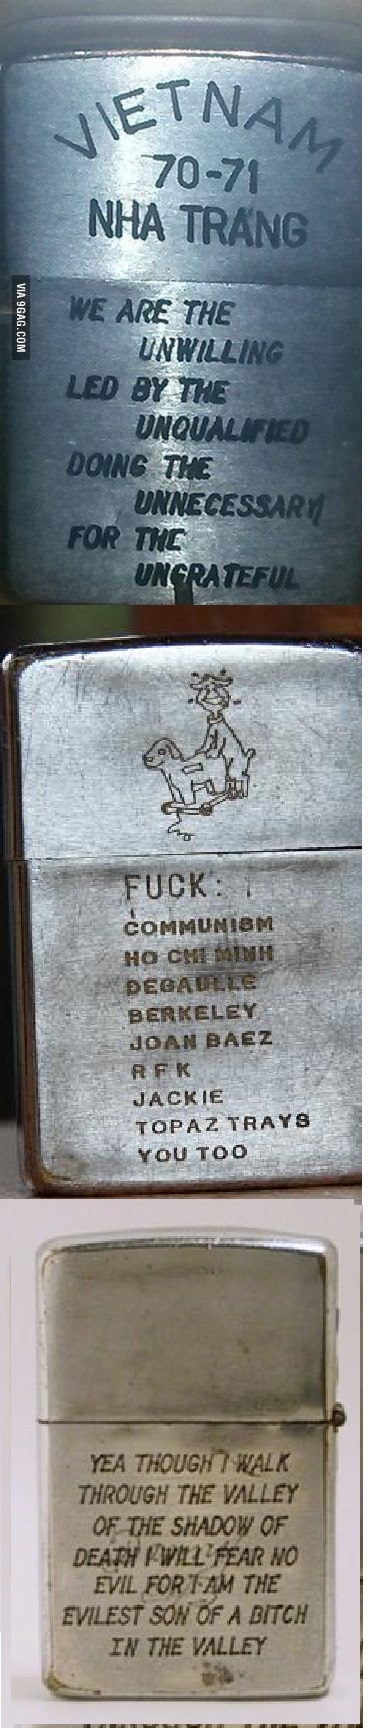 VIETNAM
70-71
NHA TRANG
WE ARE THE
UNWILLING
LED BY THE
UNQUALIFIED
DOING THE
UNNECESSARY
FOR THE
UNGRATEFUL
VIA 9GAG.COM
FUCK:
COMMUNISM
HO CHI MINH
DEGAULLE
BERKELEY
JOAN BAEZ
R F K
JACKIE
TOPAZ TRAYS
YOU TOO
YEA THOUGH I WALK
THROUGH THE VALLEY
OF THE SHADOW OF
DEATH I WILL FEAR NO
EVIL FOR I AM THE
EVILEST SON OF A BITCH
IN THE VALLEY